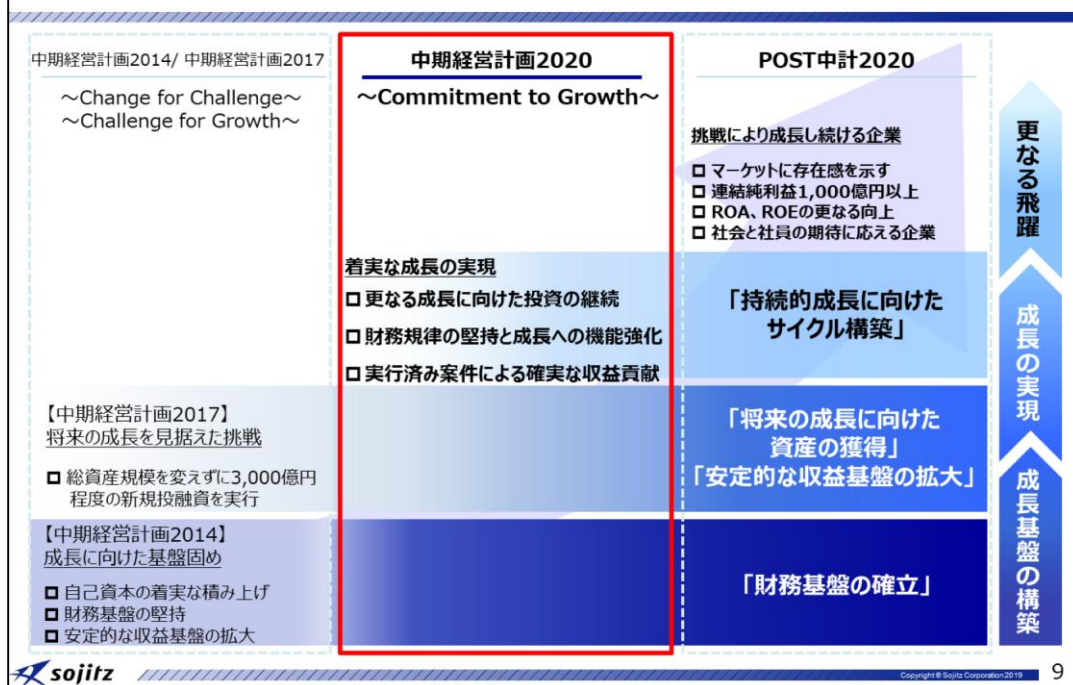 中期経営計画2014/ 中期経営計画2017
～Change for Challenge～
～Challenge for Growth～
【中期経営計画2017】
将来の成長を見据えた挑戦
総資産規模を変えずに3,000億円
程度の新規投融資を実行
【中期経営計画2014】
成長に向けた基盤固め
自己資本の着実な積み上げ
財務基盤の堅持
安定的な収益基盤の拡大
中期経営計画2020
～Commitment to Growth～
着実な成長の実現
更なる成長に向けた投資の継続
財務規律の堅持と成長への機能強化
実行済み案件による確実な収益貢献
POST中計2020
挑戦により成長し続ける企業
マーケットに存在感を示す
連結純利益1,000億円以上
ROA、ROEの更なる向上
社会と社員の期待に応える企業
「持続的成長に向けた
サイクル構築」
「将来の成長に向けた
資産の獲得」
「安定的な収益基盤の拡大」
「財務基盤の確立」
更なる飛躍
成長の実現
成長基盤の構築
sojitz
Copyright © Sojitz Corporation 2019
9